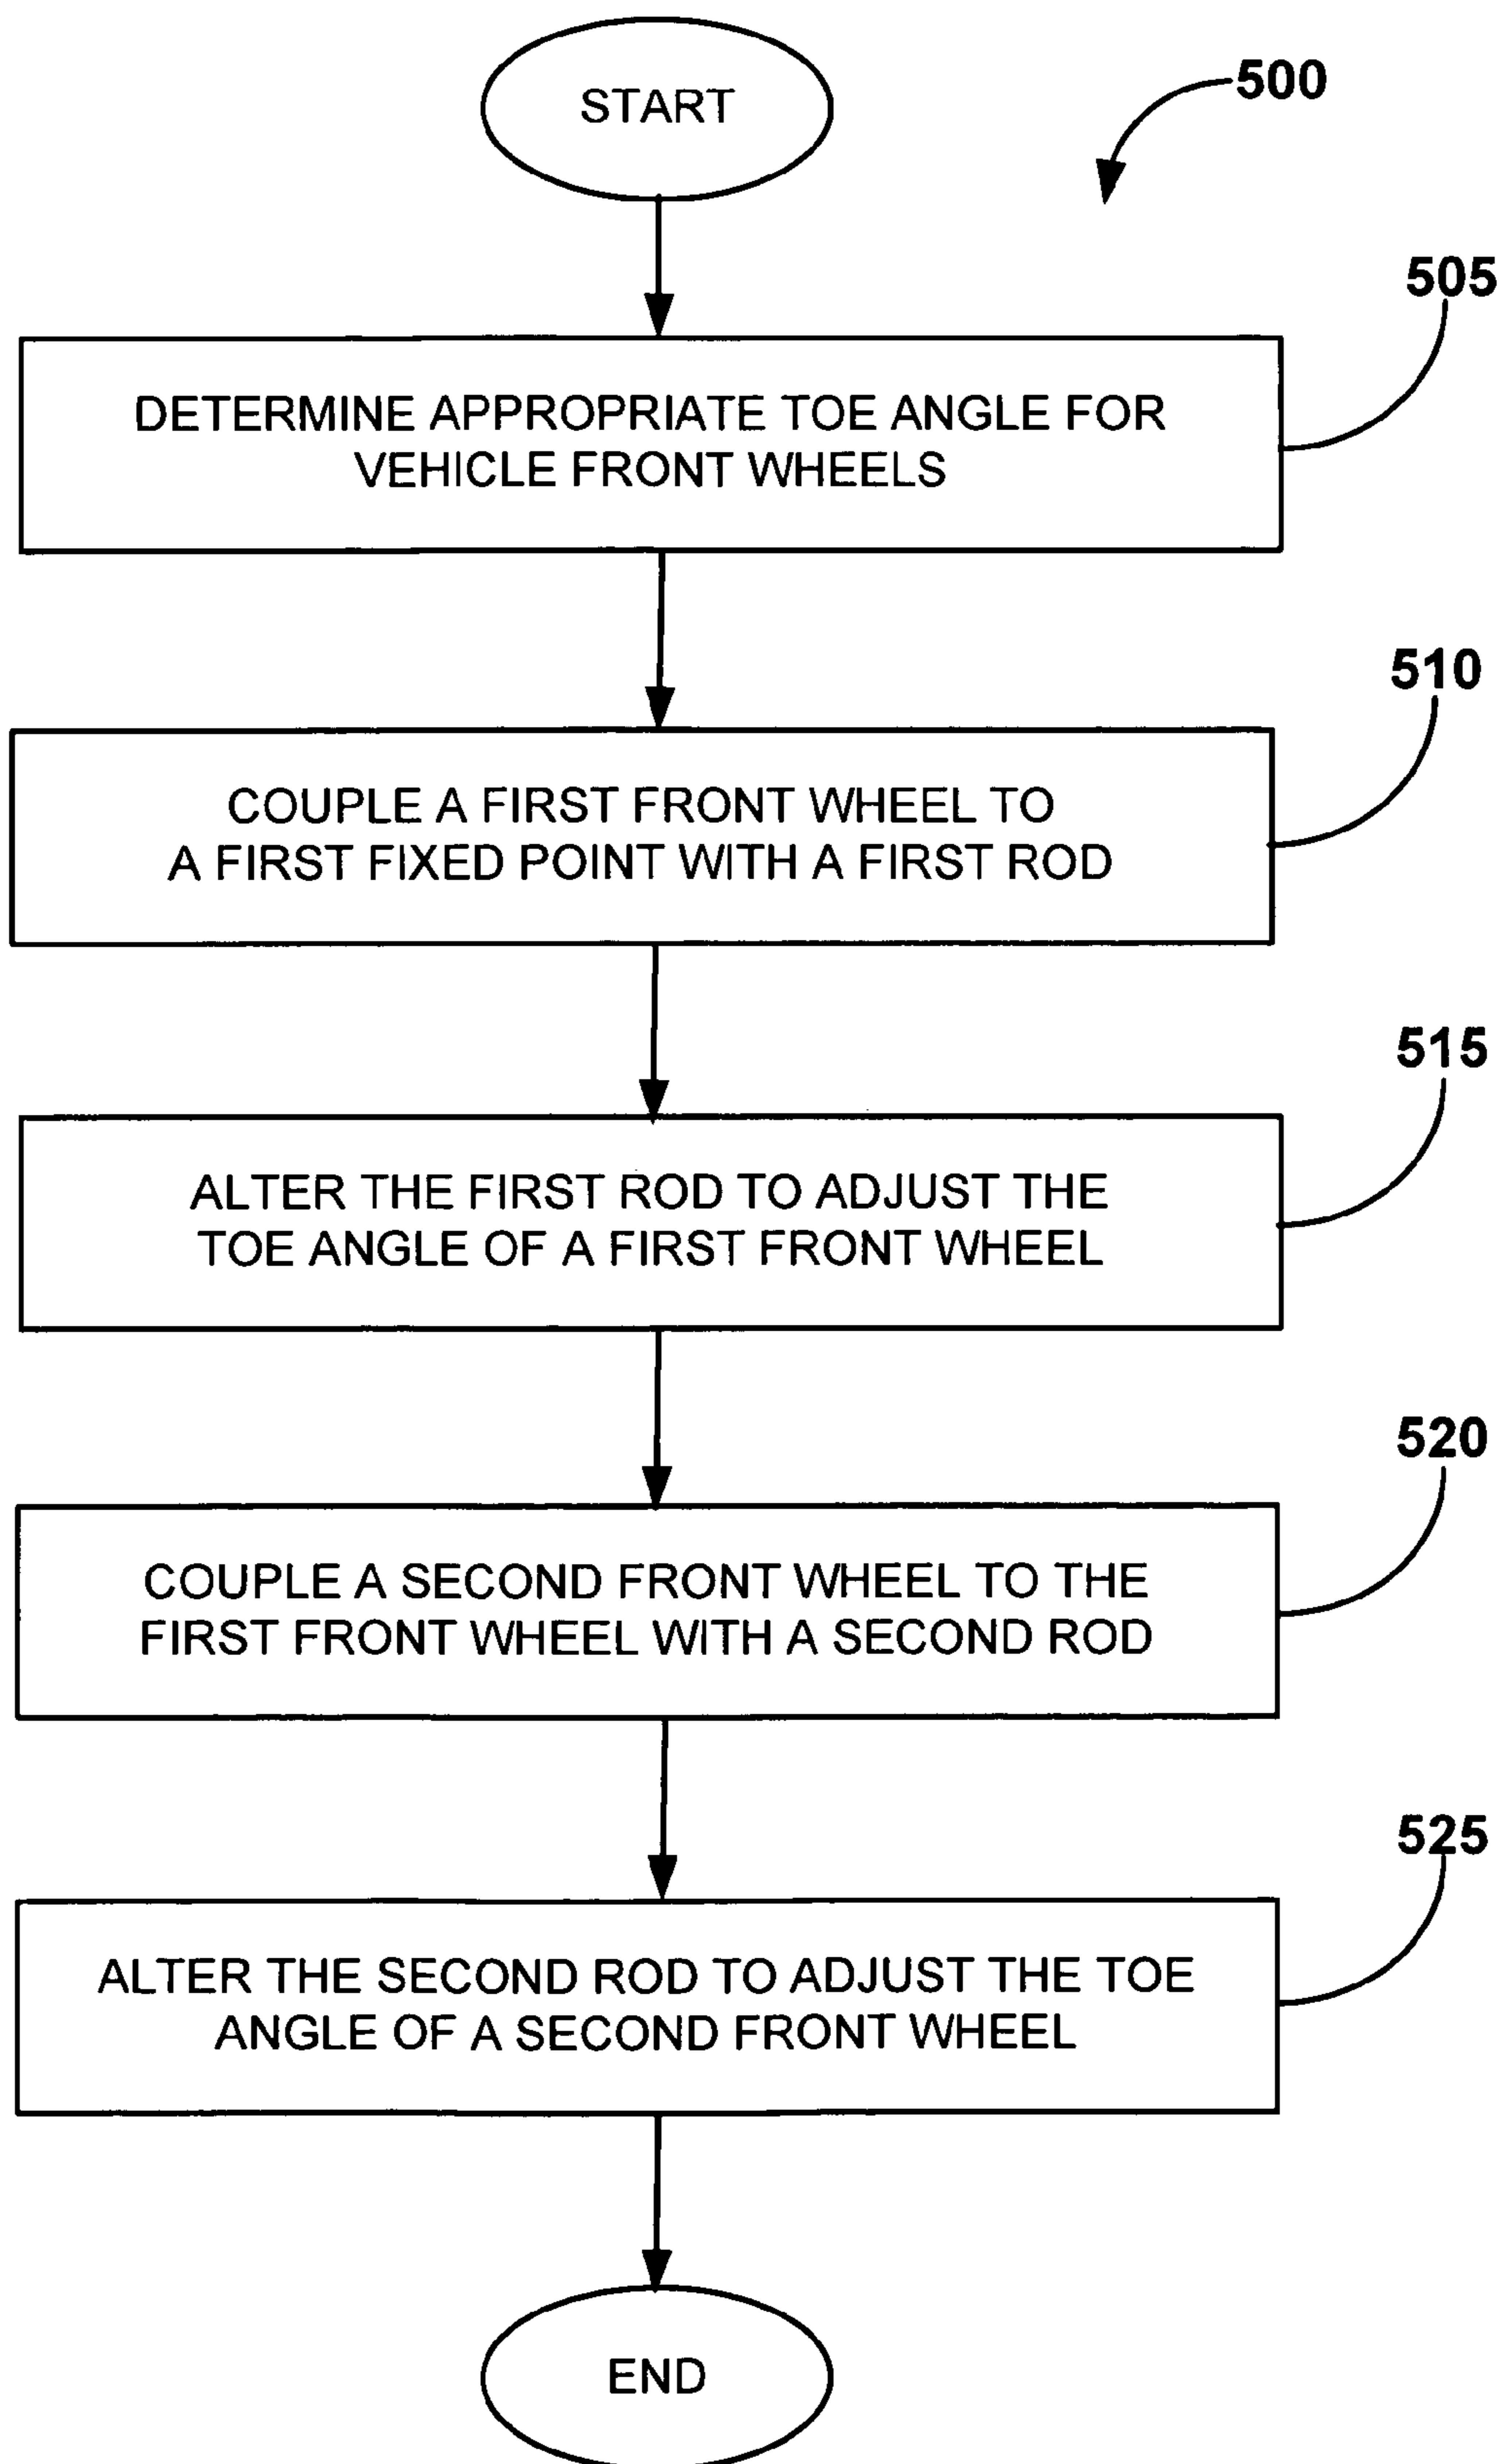 START
500
505
DETERMINE APPROPRIATE TOE ANGLE FOR
VEHICLE FRONT WHEELS
510
COUPLE A FIRST FRONT WHEEL TO
A FIRST FIXED POINT WITH A FIRST ROD
515
ALTER THE FIRST ROD TO ADJUST THE
TOE ANGLE OF A FIRST FRONT WHEEL
520
COUPLE A SECOND FRONT WHEEL TO THE
FIRST FRONT WHEEL WITH A SECOND ROD
525
ALTER THE SECOND ROD TO ADJUST THE TOE
ANGLE OF A SECOND FRONT WHEEL
END